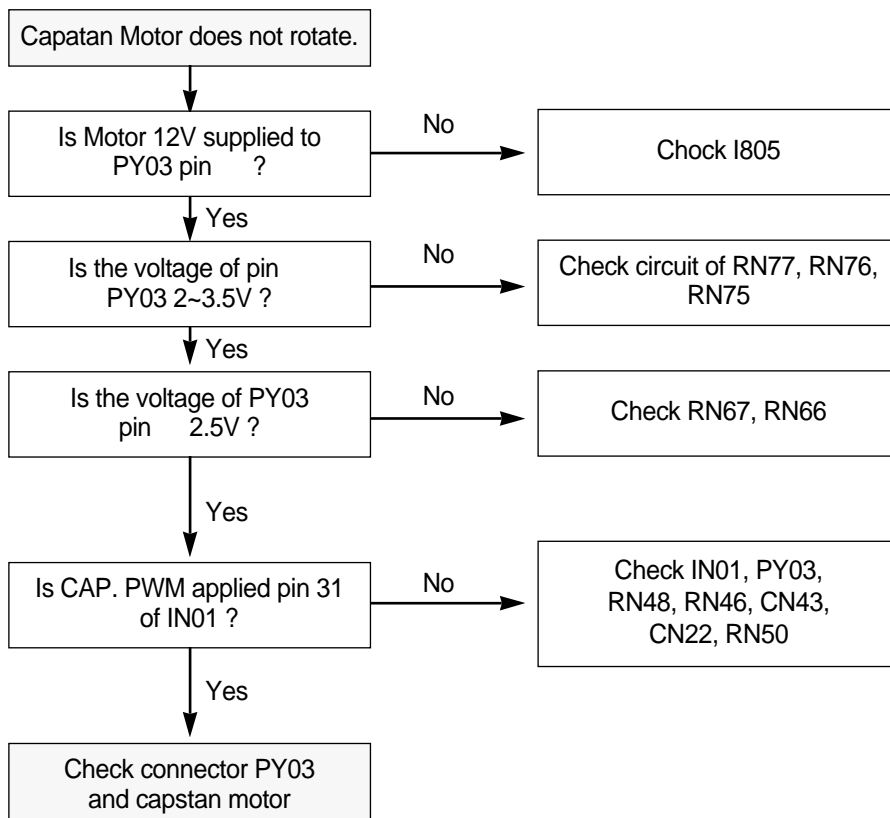 Capatan Motor does not rotate.
Is Motor 12V supplied to
PY03 pin ?
No
Chock I805
Yes
Is the voltage of pin
PY03 2~3.5V ?
No
Check circuit of RN77, RN76,
RN75
Yes
Is the voltage of PY03
pin 2.5V ?
No
Check RN67, RN66
Yes
Is CAP. PWM applied pin 31
of IN01 ?
No
Check IN01, PY03,
RN48, RN46, CN43,
CN22, RN50
Yes
Check connector PY03
and capstan motor